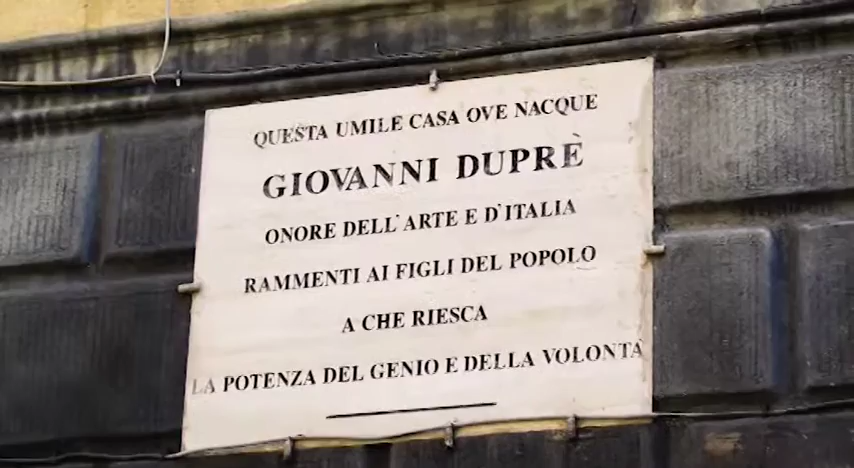 QUESTA UMILE CASA OVE NACQUE
GIOVANNI DUPRÈ
ONORE DELL'ARTE E D'ITALIA
RAMMENTI AI FIGLI DEL POPOLO
A CHE RIESCA
LA POTENZA DEL GENIO E DELLA VOLONTÀ